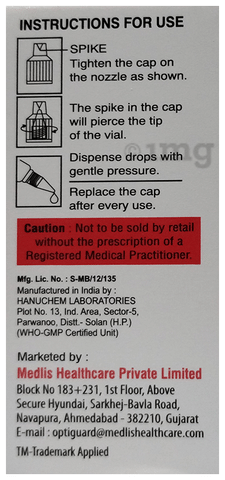 INSTRUCTIONS FOR USE
SPIKE
Tighten the cap on
the nozzle as shown.
The spike in the cap
will pierce the tip
of the vial.
Dispense drops with
gentle pressure.
Replace the cap
after every use.
Caution : Not to be sold by retail
without the prescription of a
Registered Medical Practitioner.
Mfg. Lic. No. : S-MB/12/135
Manufactured in India by :
HANUCHEM LABORATORIES
Plot No. 13, Ind. Area, Sector-5,
Parwanoo, Distt.- Solan (H.P.)
(WHO-GMP Certified Unit)
Marketed by :
Medlis Healthcare Private Limited
Block No 183+231, 1st Floor, Above
Secure Hyundai, Sarkhej-Bavla Road,
Navapura, Ahmedabad - 382210, Gujarat
E-mail : optiguard@medlishealthcare.com
TM-Trademark Applied